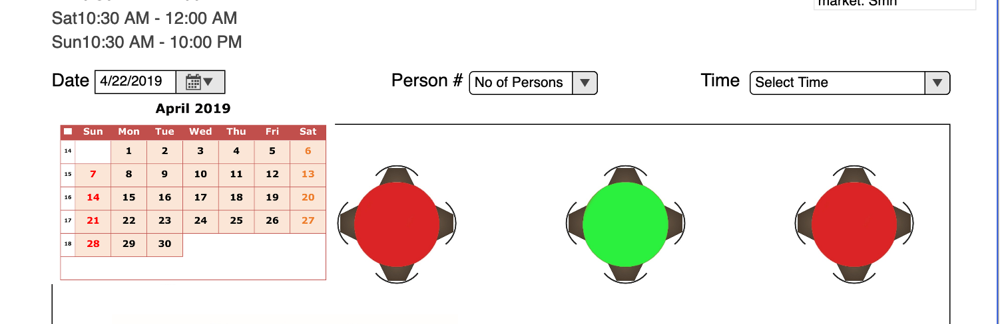 market. Smh
Sat10:30 AM - 12:00 AM
Sun10:30 AM - 10:00 PM
Date 4/22/2019 Person # No of Persons Time Select Time
April 2019
Sun Mon Tue Wed Thu Fri Sat
14 1 2 3 4 5 6
15 7 8 9 10 11 12 13
16 14 15 16 17 18 19 20
17 21 22 23 24 25 26 27
18 28 29 30